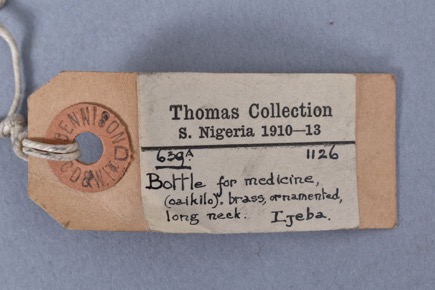 DENNISON
Thomas Collection
S. Nigeria 1910—13
639ᴬ 1126
Bottle for medicine,
(oaikilo), brass, ornamented,
long neck. Ijeba.